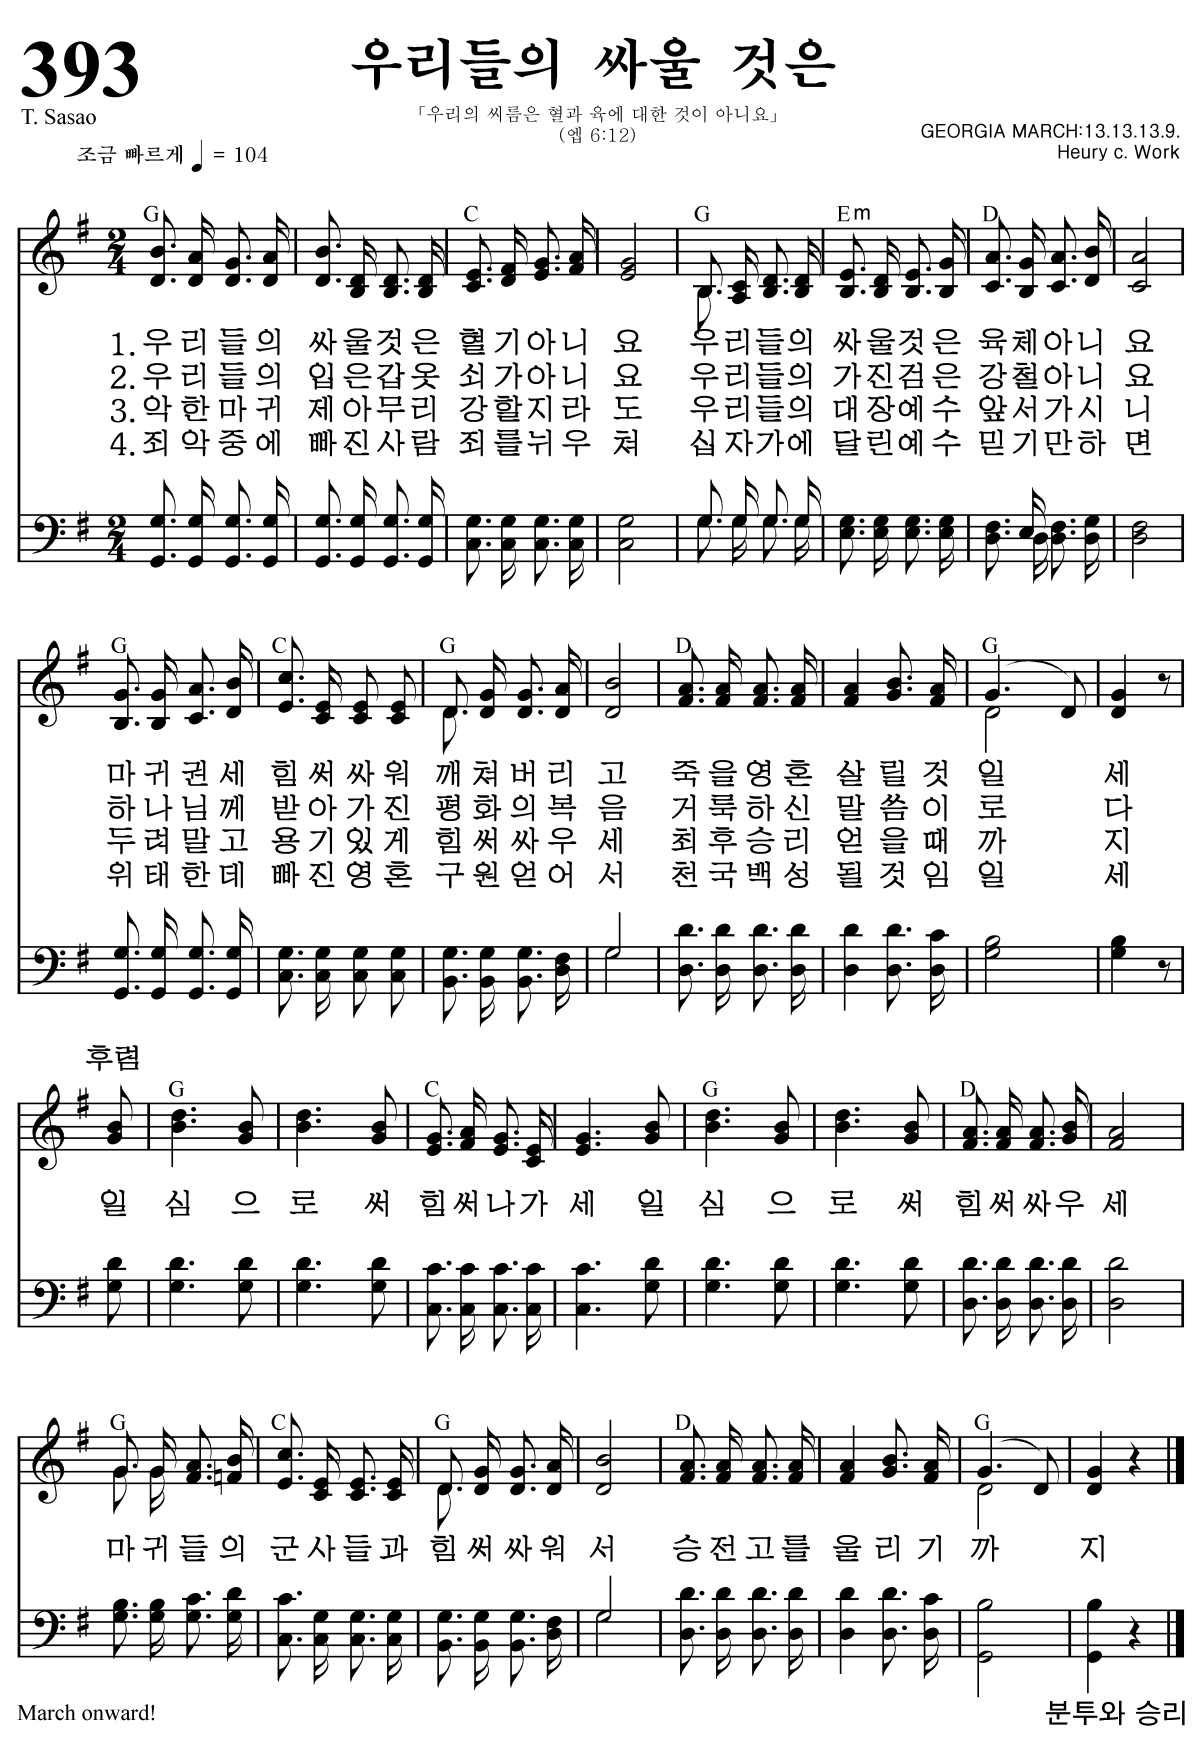 393
우리들의 싸울 것은
T. Sasao
「우리의 씨름은 혈과 육에 대한 것이 아니요」
(엡 6:12)
GEORGIA MARCH:13.13.13.9.
Heury c. Work
조금 빠르게 ♩ = 104
G C G Em D
1. 우 리 들 의 싸 울 것 은 혈 기 아 니 요 우 리 들 의 싸 울 것 은 육 체 아 니 요
2. 우 리 들 의 입 은 갑 옷 쇠 가 아 니 요 우 리 들 의 가 진 검 은 강 철 아 니 요
3. 악 한 마 귀 제 아 무 리 강 할 지 라 도 우 리 들 의 대 장 예 수 앞 서 가 시 니
4. 죄 악 중 에 빠 진 사 람 죄 를 뉘 우 쳐 십 자 가 에 달 린 예 수 믿 기 만 하 면
G C G D G
마 귀 권 세 힘 써 싸 워 깨 쳐 버 리 고 죽 을 영 혼 살 릴 것 일 세
하 나 님 께 받 아 가 진 평 화 의 복 음 거 룩 하 신 말 씀 이 로 다
두 려 말 고 용 기 있 게 힘 써 싸 우 세 최 후 승 리 얻 을 때 까 지
위 태 한 데 빠 진 영 혼 구 원 얻 어 서 천 국 백 성 될 것 임 일 세
후렴
G C G D
일 심 으 로 써 힘 써 나 가 세 일 심 으 로 써 힘 써 싸 우 세
G C G D G
마 귀 들 의 군 사 들 과 힘 써 싸 워 서 승 전 고 를 울 리 기 까 지
March onward!
분투와 승리